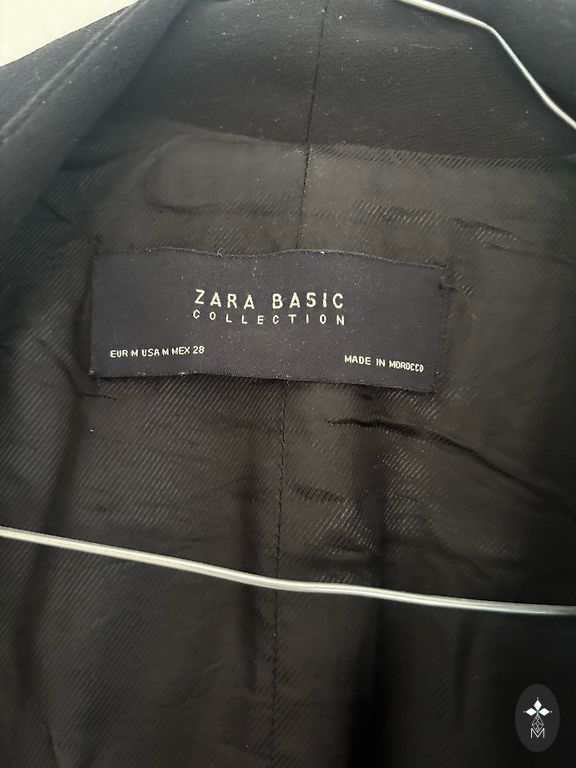 ZARA BASIC
COLLECTION
EUR M USA M MEX 28
MADE IN MOROCCO
M